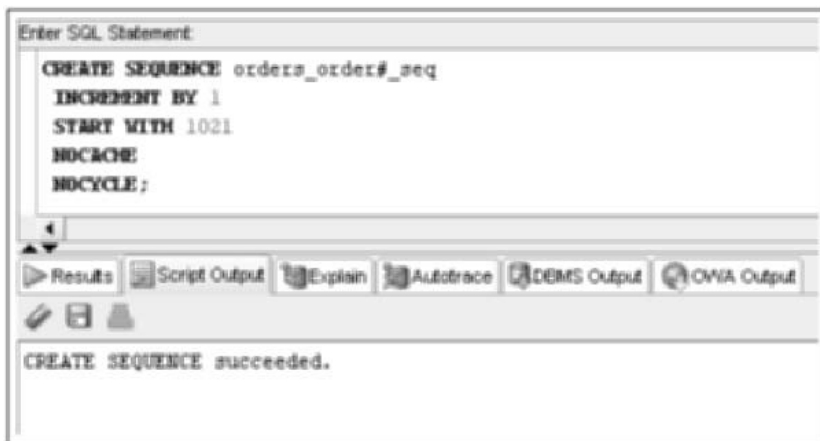 Enter SQL Statement:
CREATE SEQUENCE orders_order#_seq
INCREMENT BY 1
START WITH 1021
NOCACHE
NOCYCLE;
Results Script Output Explain Autotrace DBMS Output OWA Output
CREATE SEQUENCE succeeded.